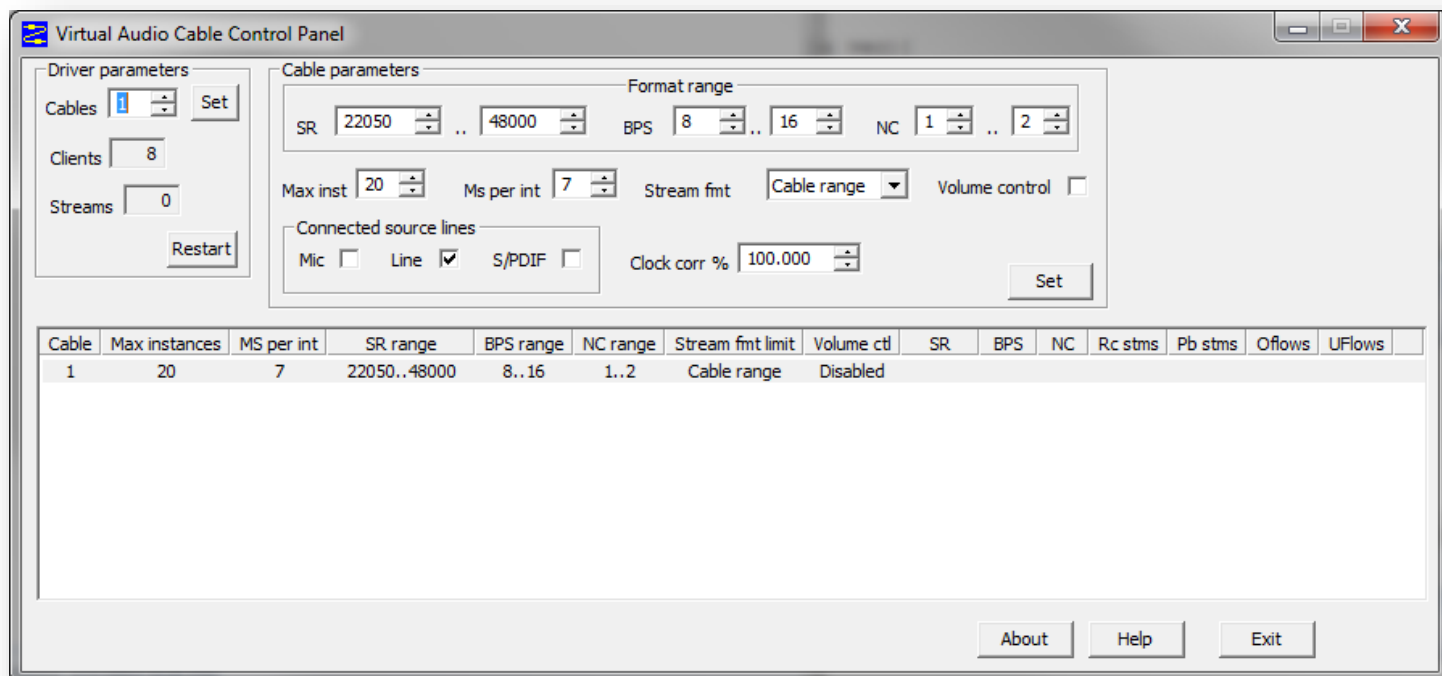 Virtual Audio Cable Control Panel
Driver parameters
Cables 1 Set
Clients 8
Streams 0
Restart
Cable parameters
Format range
SR 22050 .. 48000 BPS 8 .. 16 NC 1 .. 2
Max inst 20 Ms per int 7 Stream fmt Cable range Volume control
Connected source lines
Mic Line S/PDIF
Clock corr % 100.000
Set
Cable Max instances MS per int SR range BPS range NC range Stream fmt limit Volume ctl SR BPS NC Rc stms Pb stms Oflows UFlows
1 20 7 22050..48000 8..16 1..2 Cable range Disabled
About Help Exit